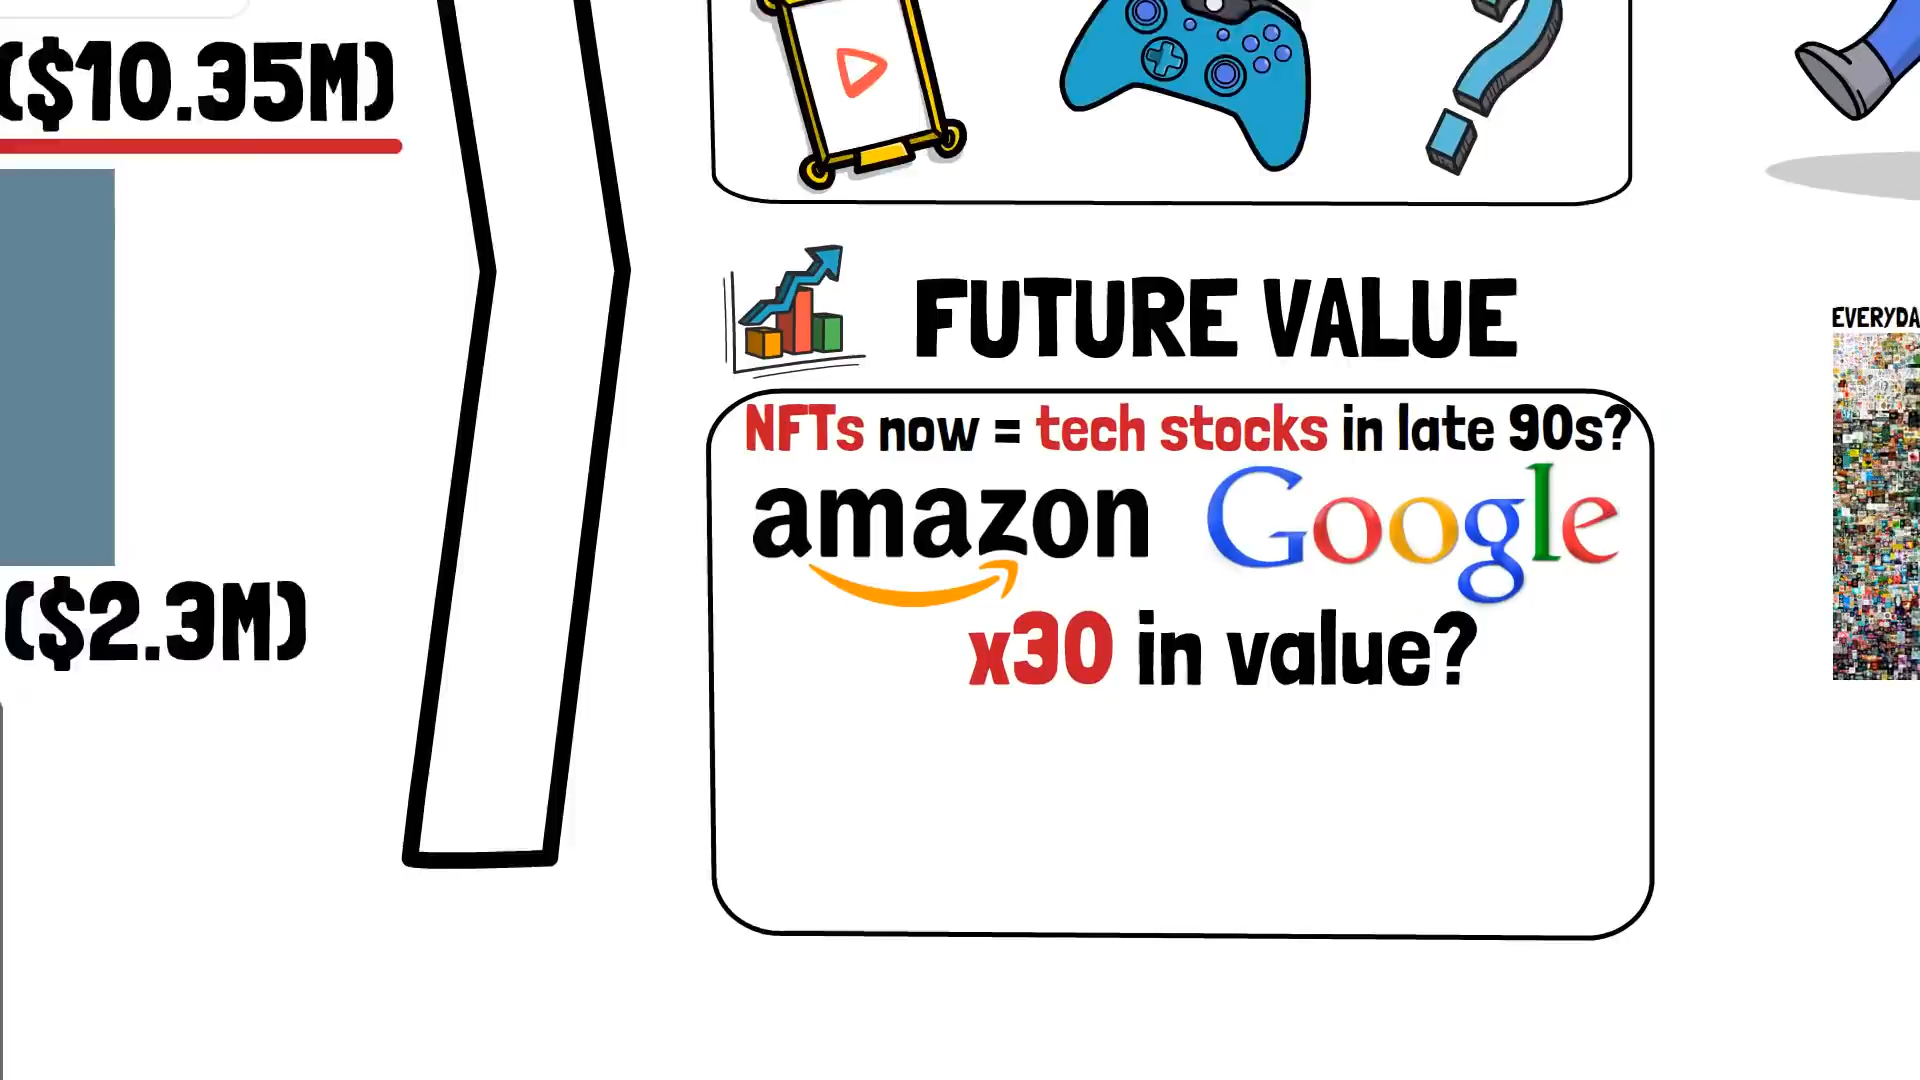 ($10.35M)
FUTURE VALUE
EVERYDA
NFTs now = tech stocks in late 90s?
amazon Google
x30 in value?
($2.3M)